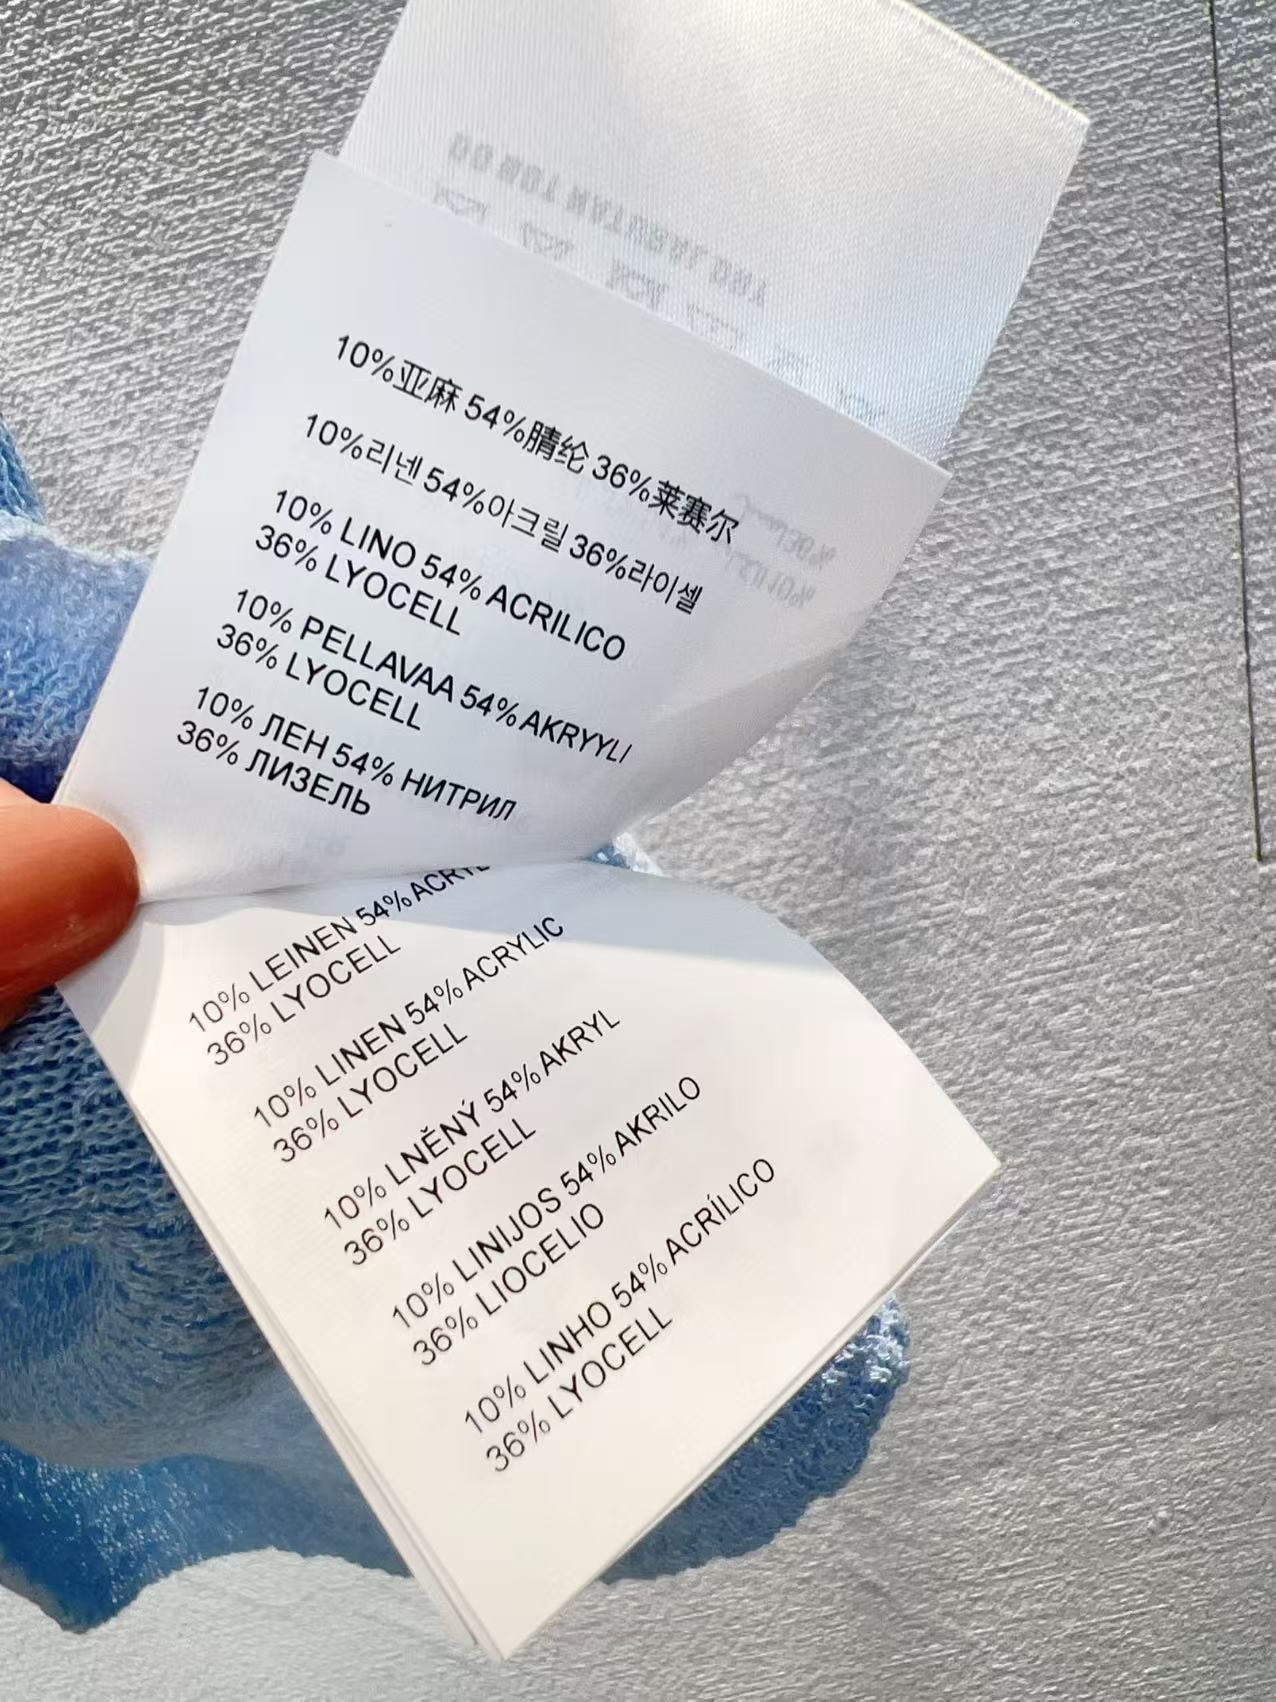 10%亚麻 54%腈纶 36%莱赛尔
10%리넨 54%아크릴 36%라이셀
10% LINO 54% ACRILICO
36% LYOCELL
10% PELLAVAA 54% AKRYYLI
36% LYOCELL
10% ЛЕН 54% НИТРИЛ
36% ЛИЗЕЛЬ
10% LEINEN 54%
36% LYOCELL
10% LINEN 54% ACRYLIC
36% LYOCELL
10% LNĚNÝ 54% AKRYL
36% LYOCELL
10% LINIJOS 54% AKRILO
36% LIOCELIO
10% LINHO 54% ACRÍLICO
36% LYOCELL